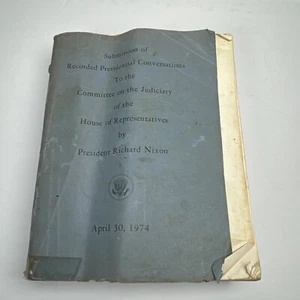 Submission of
Recorded Presidential Conversations
To the
Committee on the Judiciary
of the
House of Representatives
by
President Richard Nixon
April 30, 1974